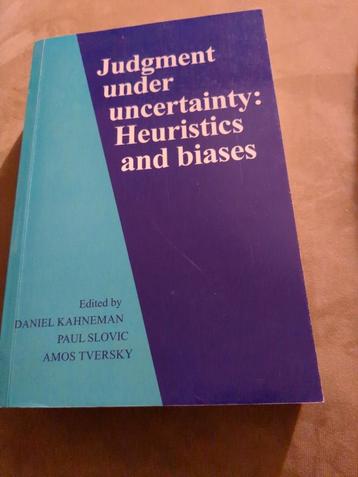 Judgment
under
uncertainty:
Heuristics
and biases
Edited by
DANIEL KAHNEMAN
PAUL SLOVIC
AMOS TVERSKY